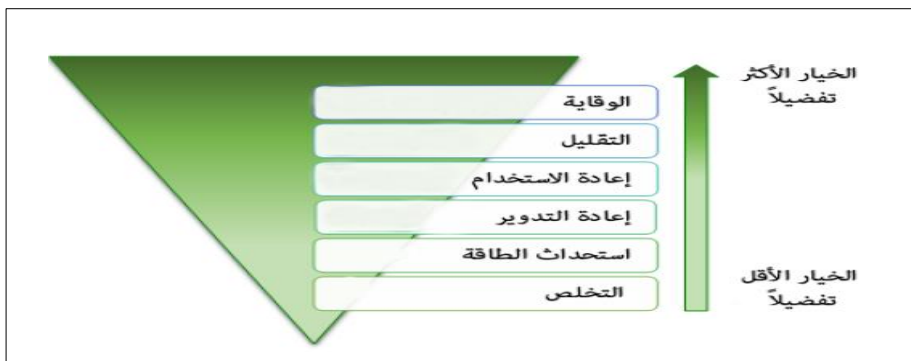 الخيار الأكثر
تفضيلاً
الوقاية
التقليل
إعادة الاستخدام
إعادة التدوير
استحداث الطاقة
التخلص
الخيار الأقل
تفضيلاً